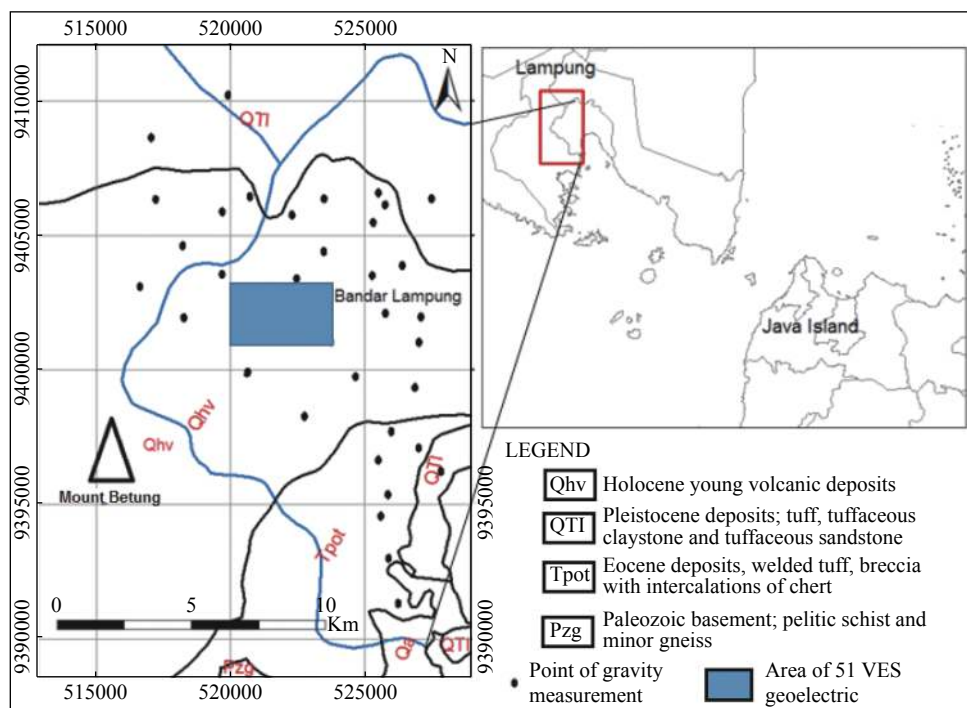 515000 520000 525000
N
9410000
9405000
9400000
9395000
9390000
QTl
Bandar Lampung
Qhv
Qhv
Mount Betung
QTl
Tpot
0 5 10
Km
Qa
QTl
Pzg
9395000
9390000
515000 520000 525000
Lampung
Java Island
LEGEND
Qhv Holocene young volcanic deposits
QTI Pleistocene deposits; tuff, tuffaceous
claystone and tuffaceous sandstone
Tpot Eocene deposits, welded tuff, breccia
with intercalations of chert
Pzg Paleozoic basement; pelitic schist and
minor gneiss
Point of gravity
measurement
Area of 51 VES
geoelectric